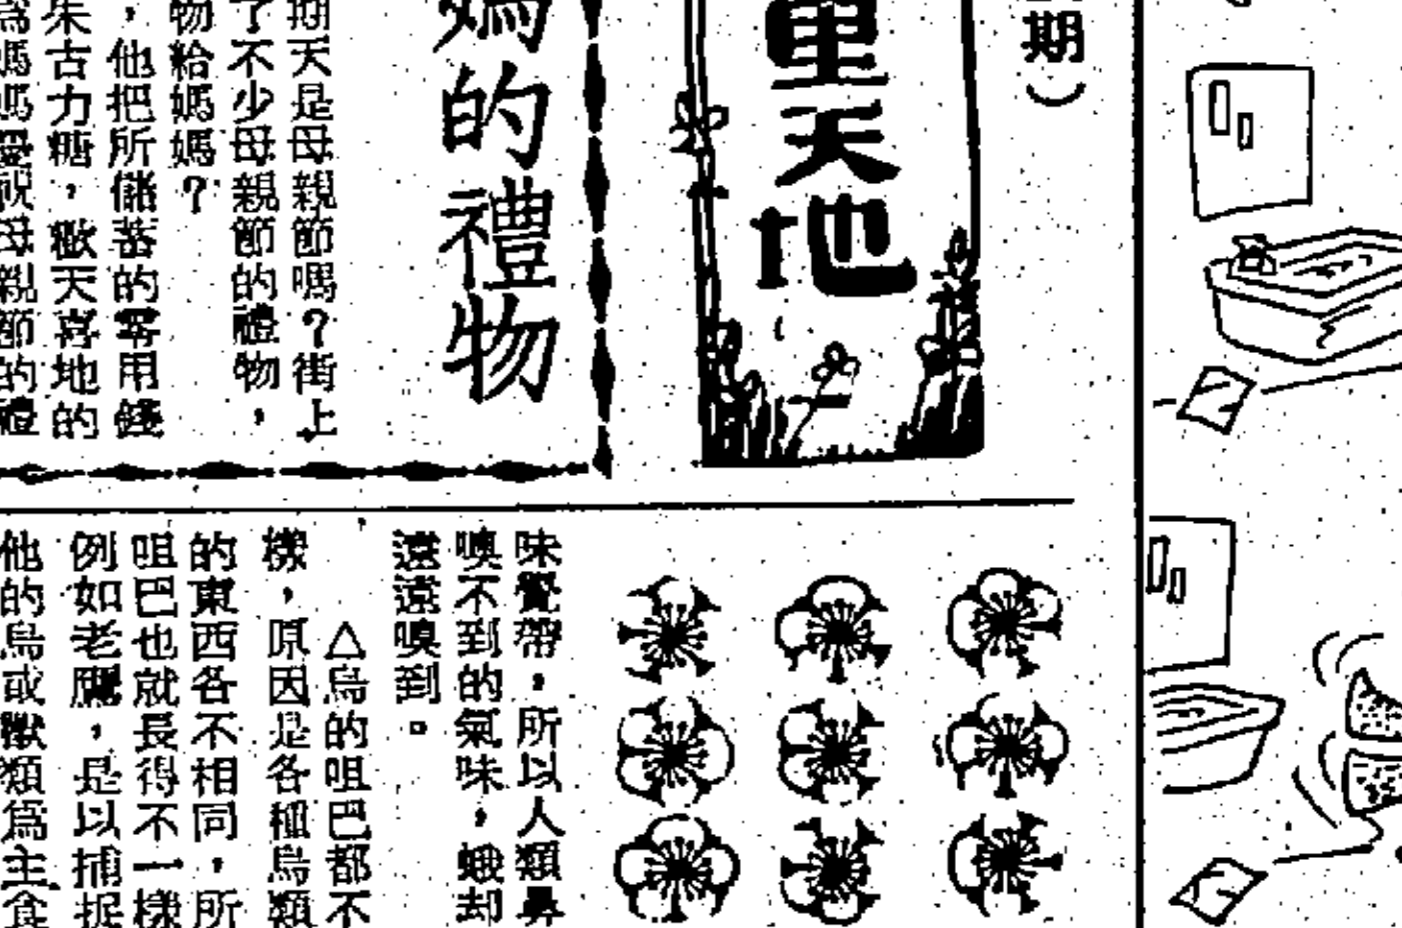 期）
里天地
媽的禮物
期天是母親節嗎？街上
了不少母親節的禮物，
物給媽媽？
，他把所儲蓄的零用錢
朱古力糖，歡天喜地的
為媽媽慶祝母親節的禮
味覺帶，所以人類鼻
嗅不到的氣味，蛾却
遠遠嗅到。
△鳥的咀巴都不
樣，原因是各種鳥類
的東西各不相同，所
咀巴也就長得不一樣
例如老鷹，是以捕捉
他的鳥或獸類爲主食